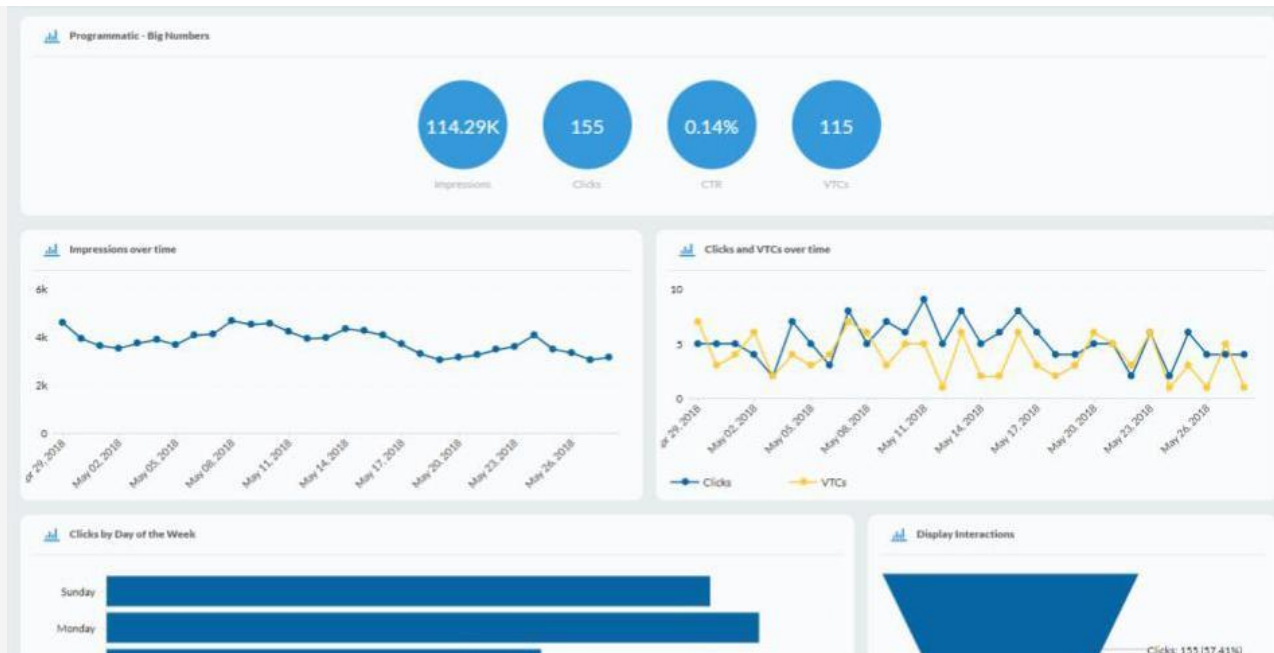 Programmatic - Big Numbers
114.29K
155
0.14%
115
Impressions
Clicks
CTR
VTCs
Impressions over time
6k
4k
2k
0
r 29, 2018
May 02, 2018
May 05, 2018
May 08, 2018
May 11, 2018
May 14, 2018
May 17, 2018
May 20, 2018
May 23, 2018
May 26, 2018
Clicks and VTCs over time
10
5
0
r 29, 2018
May 02, 2018
May 05, 2018
May 08, 2018
May 11, 2018
May 14, 2018
May 17, 2018
May 20, 2018
May 23, 2018
May 26, 2018
Clicks
VTCs
Clicks by Day of the Week
Sunday
Monday
Display Interactions
Clicks: 155 (57.41%)